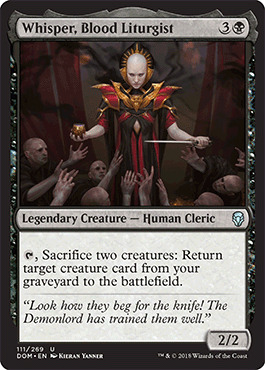 Whisper, Blood Liturgist 3
Legendary Creature — Human Cleric
, Sacrifice two creatures: Return
target creature card from your
graveyard to the battlefield.
“Look how they beg for the knife! The
Demonlord has trained them well.”
2/2
111/269 U
DOM • EN KIERAN YANNER ™ & © 2018 Wizards of the Coast